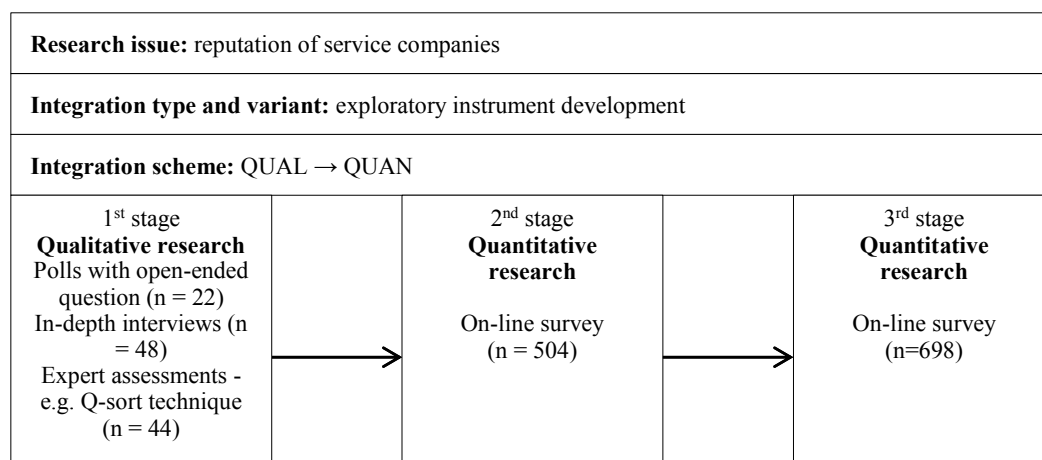 Research issue: reputation of service companies
Integration type and variant: exploratory instrument development
Integration scheme: QUAL → QUAN
1st stage
Qualitative research
Polls with open-ended
question (n = 22)
In-depth interviews (n
= 48)
Expert assessments -
e.g. Q-sort technique
(n = 44)
2nd stage
Quantitative
research
On-line survey
(n = 504)
3rd stage
Quantitative
research
On-line survey
(n=698)